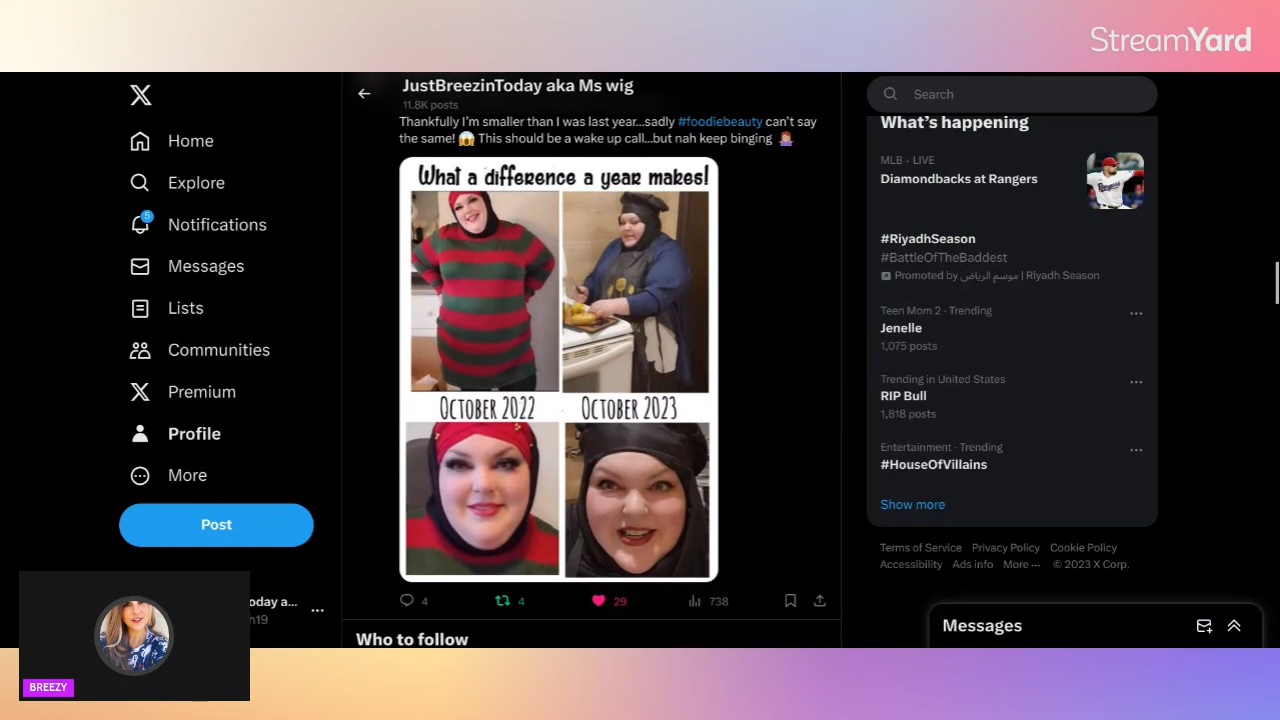 StreamYard
JustBreezinToday aka Ms wig
11.8K posts
Thankfully I'm smaller than I was last year...sadly #foodiebeauty can't say
the same! 😱 This should be a wake up call...but nah keep binging 🤷🏼‍♀️
What a difference a year makes!
OCTOBER 2022
OCTOBER 2023
4
4
29
738
Who to follow
Home
Explore
5
Notifications
Messages
Lists
Communities
Premium
Profile
More
Post
oday a...
h19
BREEZY
Search
What's happening
MLB · LIVE
Diamondbacks at Rangers
Rangers
#RiyadhSeason
#BattleOfTheBaddest
Promoted by موسم الرياض | Riyadh Season
Teen Mom 2 · Trending
Jenelle
1,075 posts
Trending in United States
RIP Bull
1,818 posts
Entertainment · Trending
#HouseOfVillains
Show more
Terms of Service Privacy Policy Cookie Policy
Accessibility Ads info More ··· © 2023 X Corp.
Messages